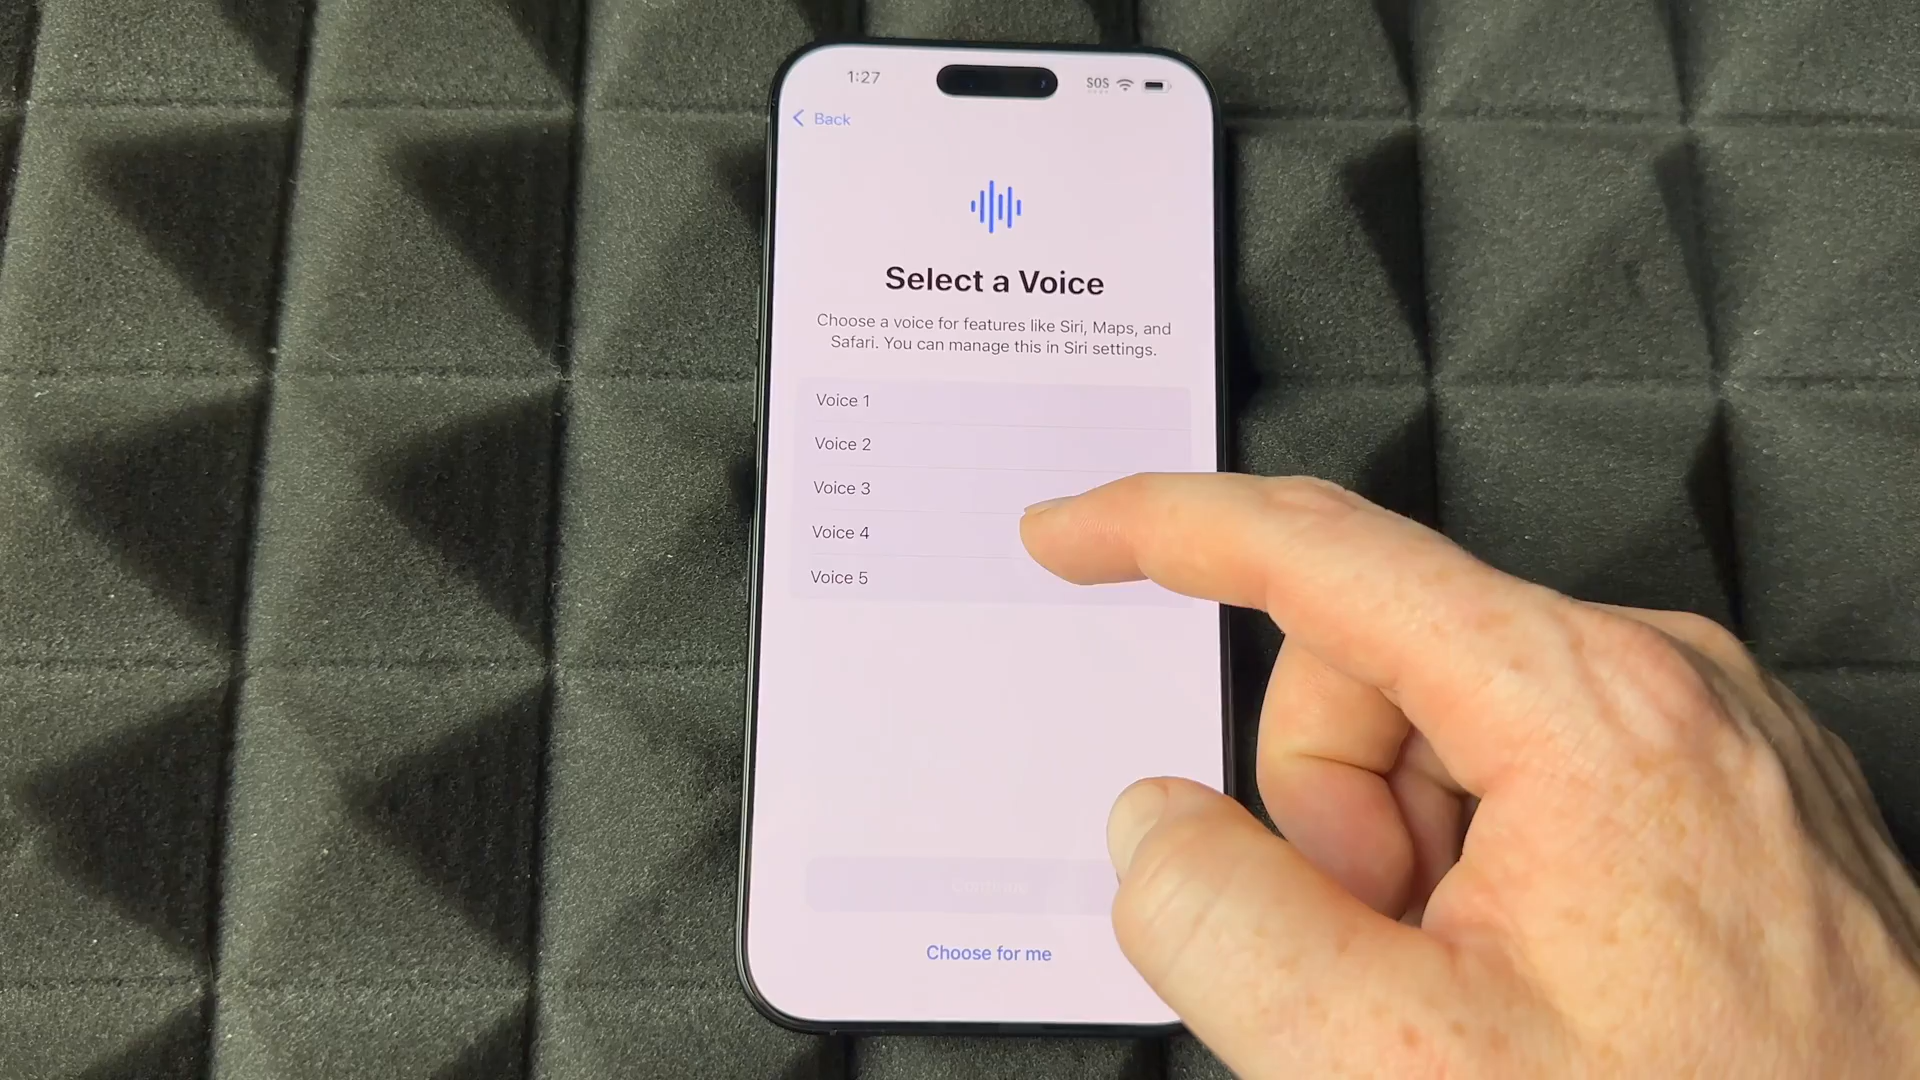 1:27
SOS
Back
Select a Voice
Choose a voice for features like Siri, Maps, and
Safari. You can manage this in Siri settings.
Voice 1
Voice 2
Voice 3
Voice 4
Voice 5
Continue
Choose for me